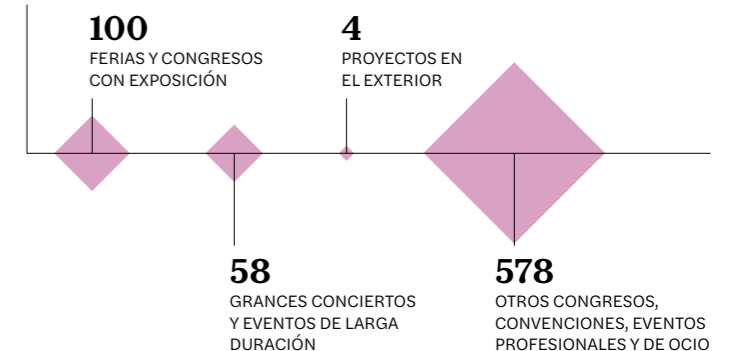 100
FERIAS Y CONGRESOS
CON EXPOSICIÓN
4
PROYECTOS EN
EL EXTERIOR
58
GRANCES CONCIERTOS
Y EVENTOS DE LARGA
DURACIÓN
578
OTROS CONGRESOS,
CONVENCIONES, EVENTOS
PROFESIONALES Y DE OCIO